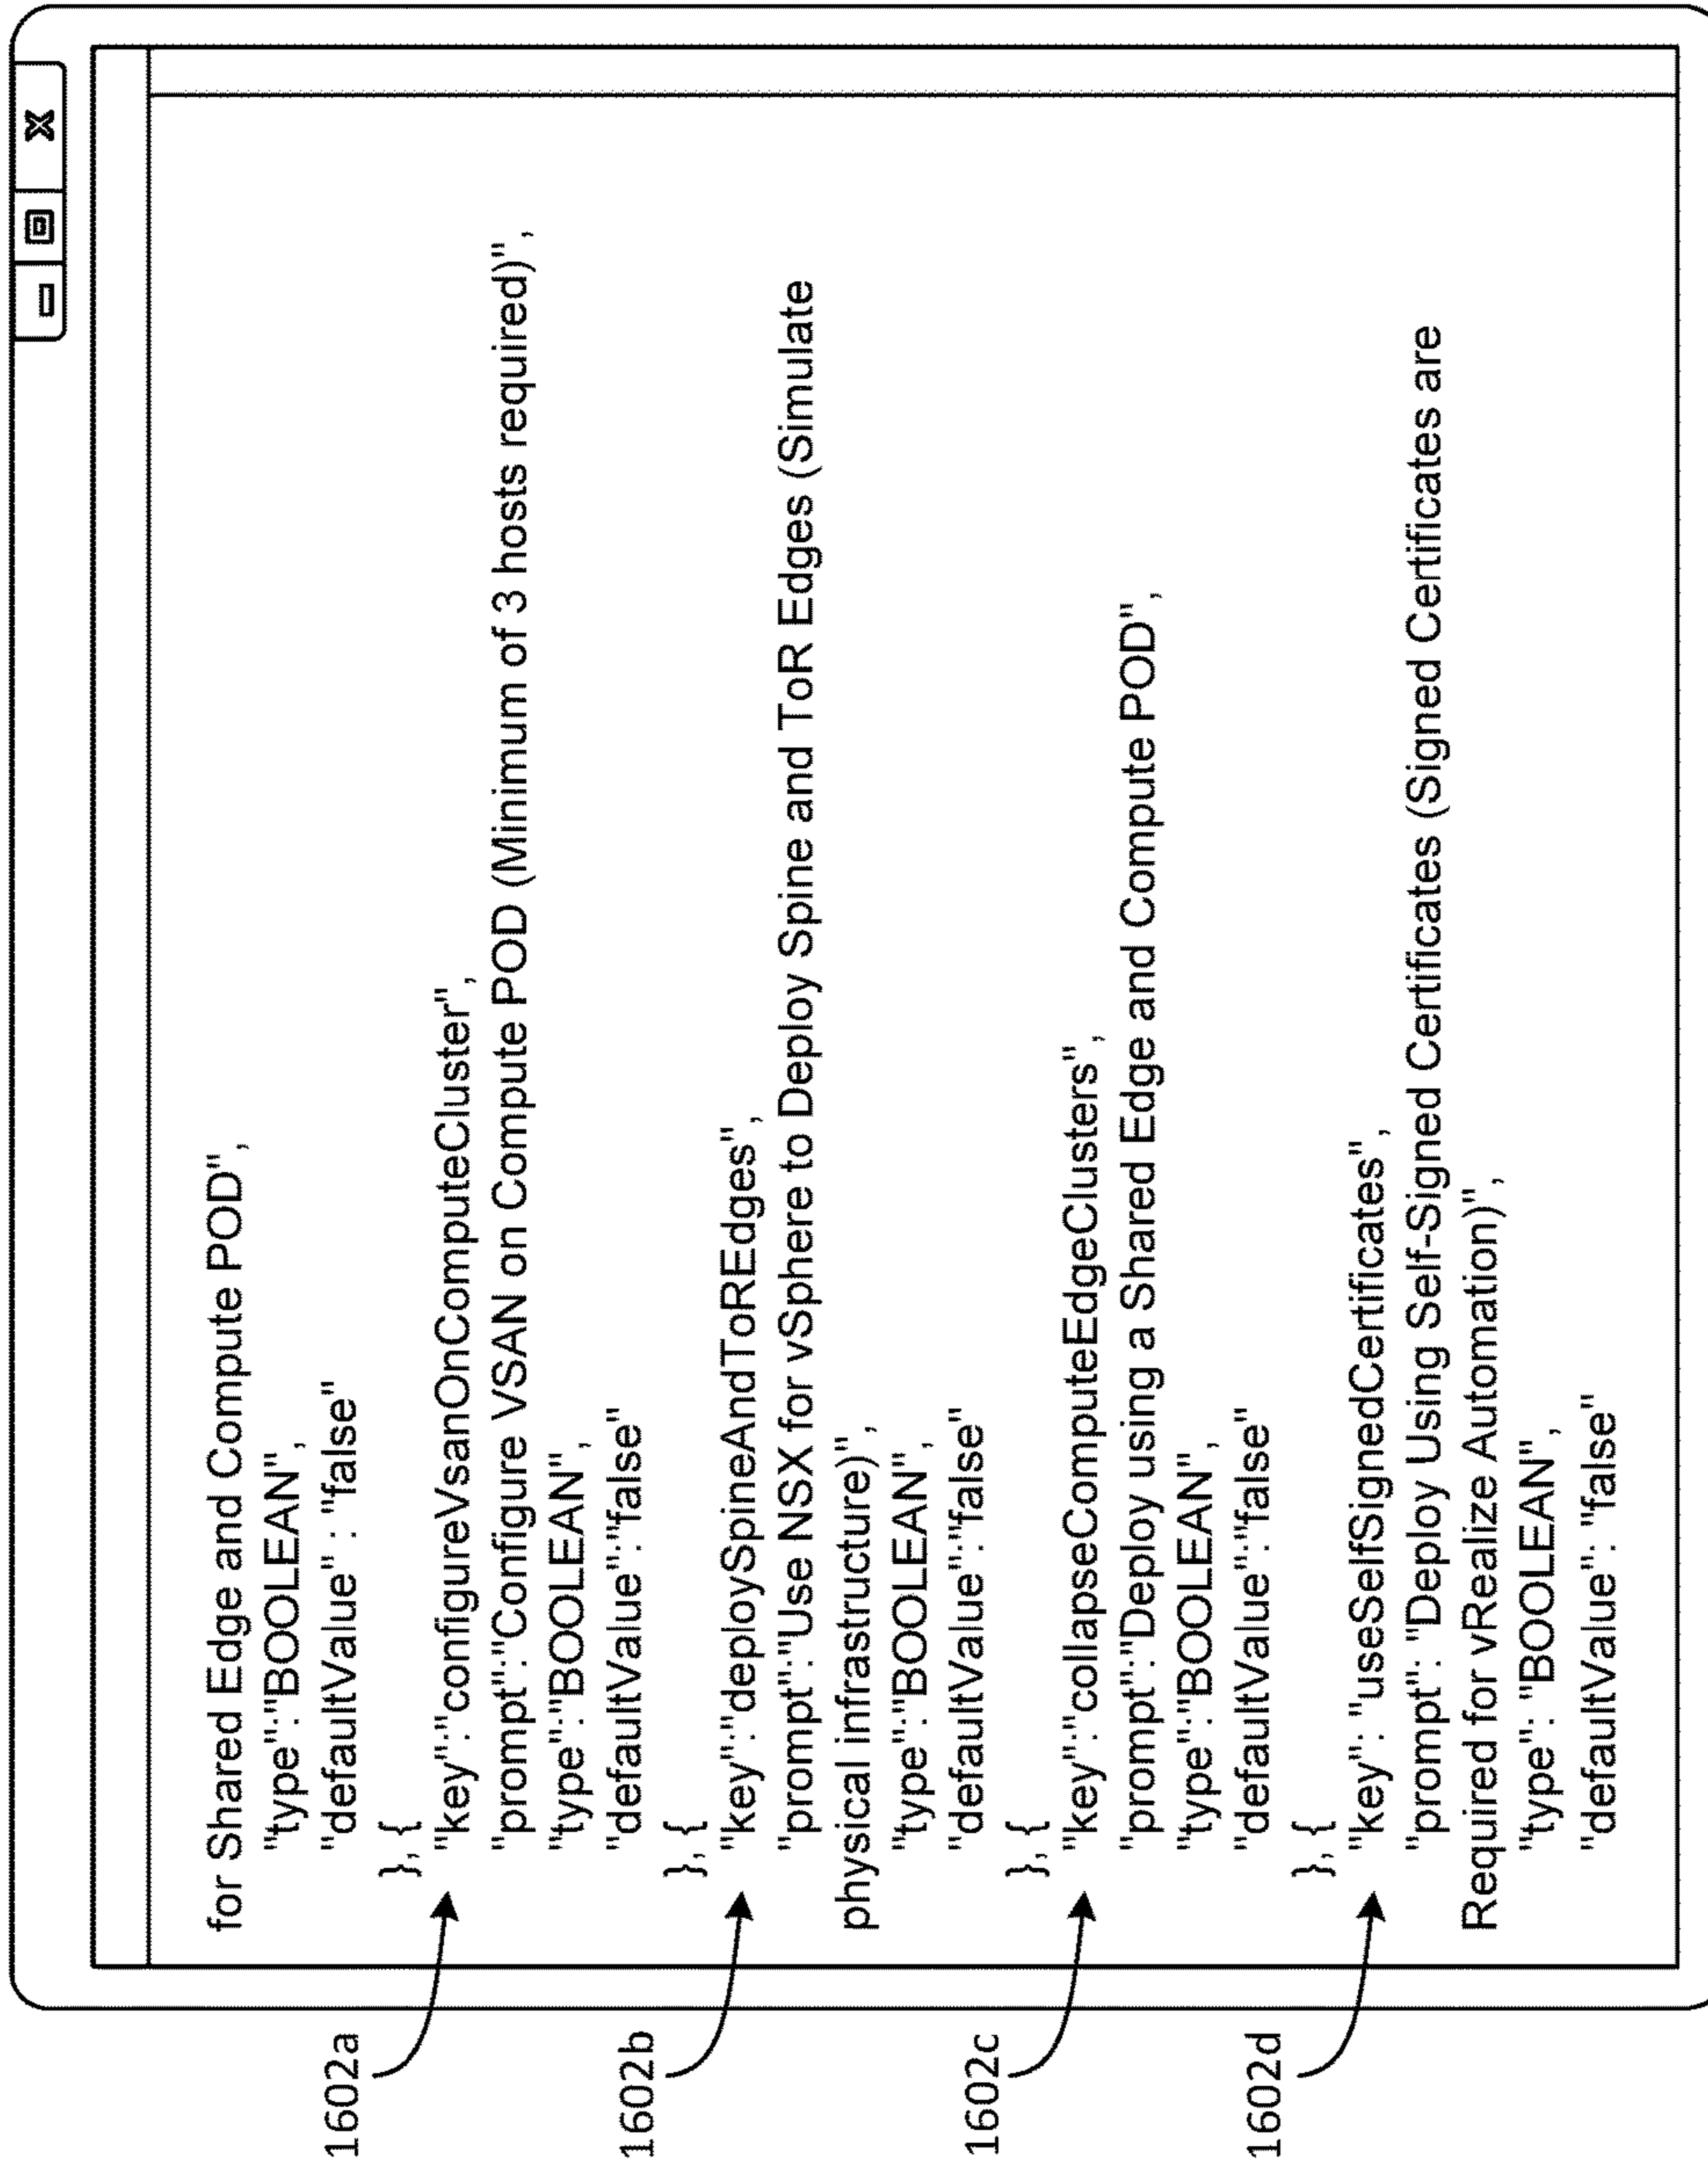 X
for Shared Edge and Compute POD",
"type":"BOOLEAN",
"defaultValue" : "false"
}, {
1602a
"key":"configureVsanOnComputeCluster",
"prompt":"Configure VSAN on Compute POD (Minimum of 3 hosts required)",
"type":"BOOLEAN",
"defaultValue":"false"
}, {
1602b
"key":"deploySpineAndToREdges",
"prompt":"Use NSX for vSphere to Deploy Spine and ToR Edges (Simulate
physical infrastructure)",
"type":"BOOLEAN",
"defaultValue":"false"
}, {
1602c
"key":"collapseComputeEdgeClusters",
"prompt":"Deploy using a Shared Edge and Compute POD",
"type":"BOOLEAN",
"defaultValue":"false"
}, {
1602d
"key": "useSelfSignedCertificates",
"prompt": "Deploy Using Self-Signed Certificates (Signed Certificates are
Required for vRealize Automation)",
"type": "BOOLEAN",
"defaultValue": "false"